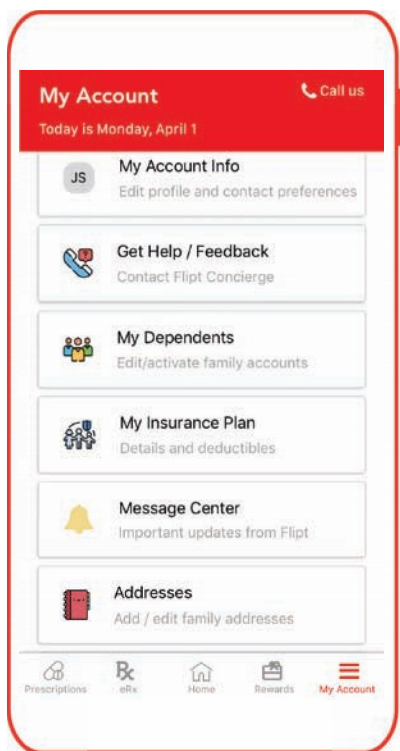 My Account
Call us
Today is Monday, April 1
JS
My Account Info
Edit profile and contact preferences
Get Help / Feedback
Contact Flipt Concierge
My Dependents
Edit/activate family accounts
My Insurance Plan
Details and deductibles
Message Center
Important updates from Flipt
Addresses
Add / edit family addresses
Rx
Prescriptions
eRx
Home
Rewards
My Account